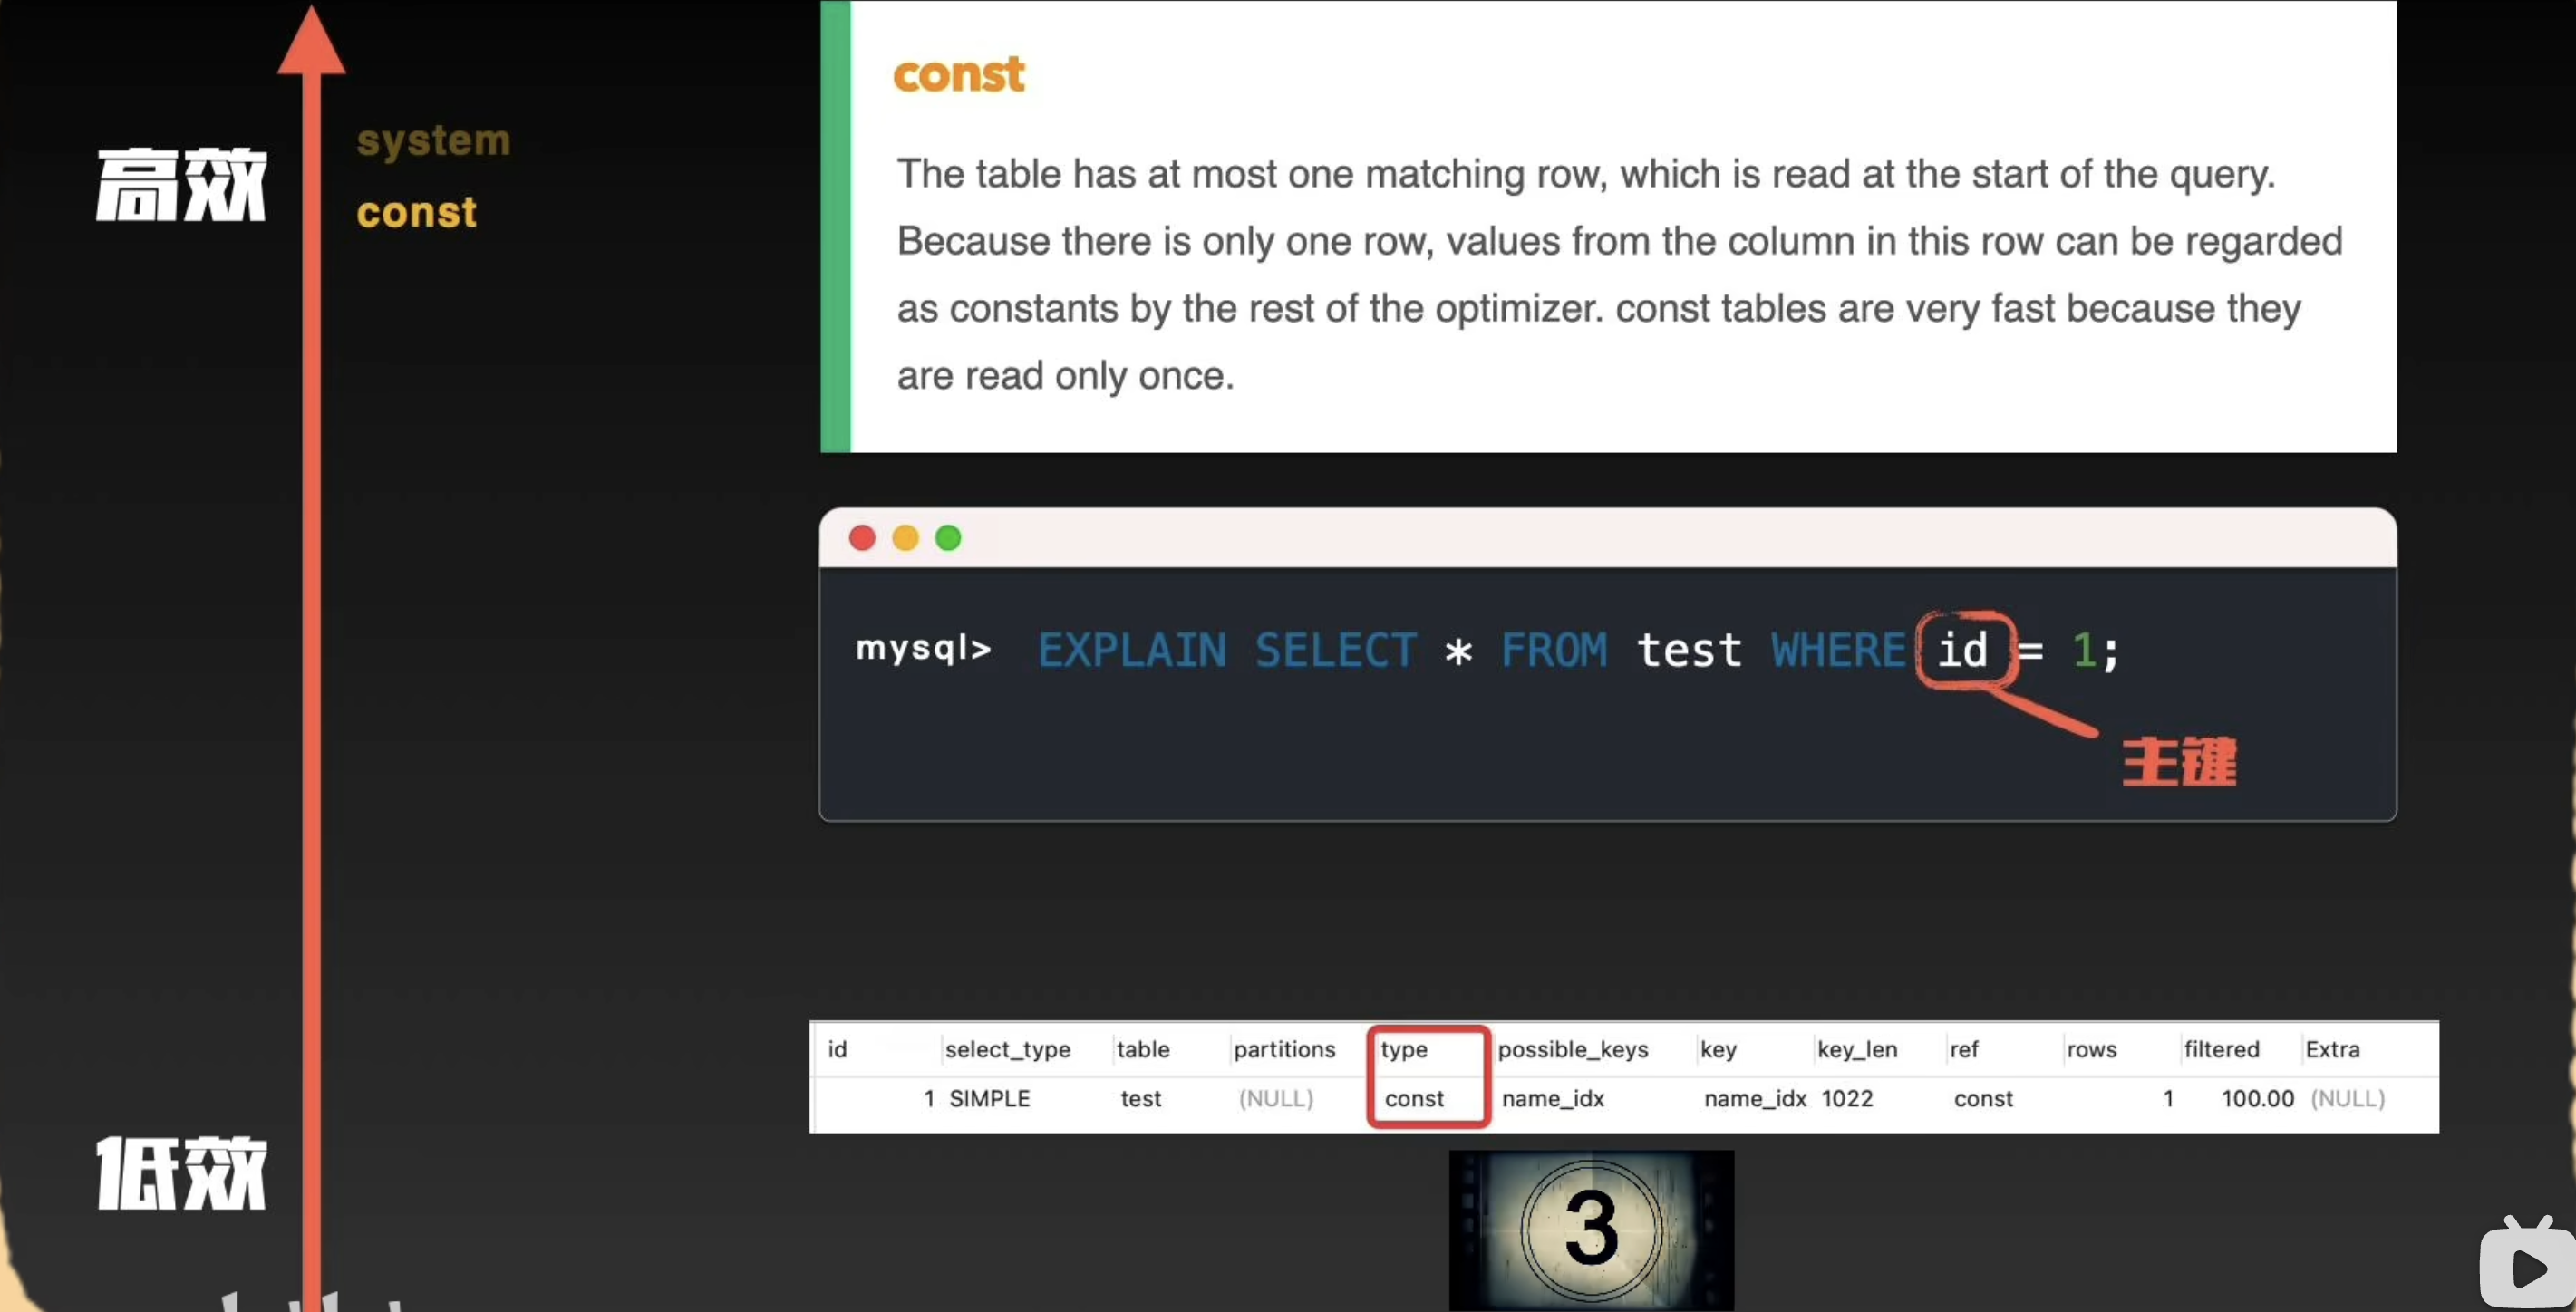 高效
system
const
const
The table has at most one matching row, which is read at the start of the query.
Because there is only one row, values from the column in this row can be regarded
as constants by the rest of the optimizer. const tables are very fast because they
are read only once.
mysql> EXPLAIN SELECT * FROM test WHERE id = 1;
主键
id select_type table partitions type possible_keys key key_len ref rows filtered Extra
1 SIMPLE test (NULL) const name_idx name_idx 1022 const 1 100.00 (NULL)
低效
3